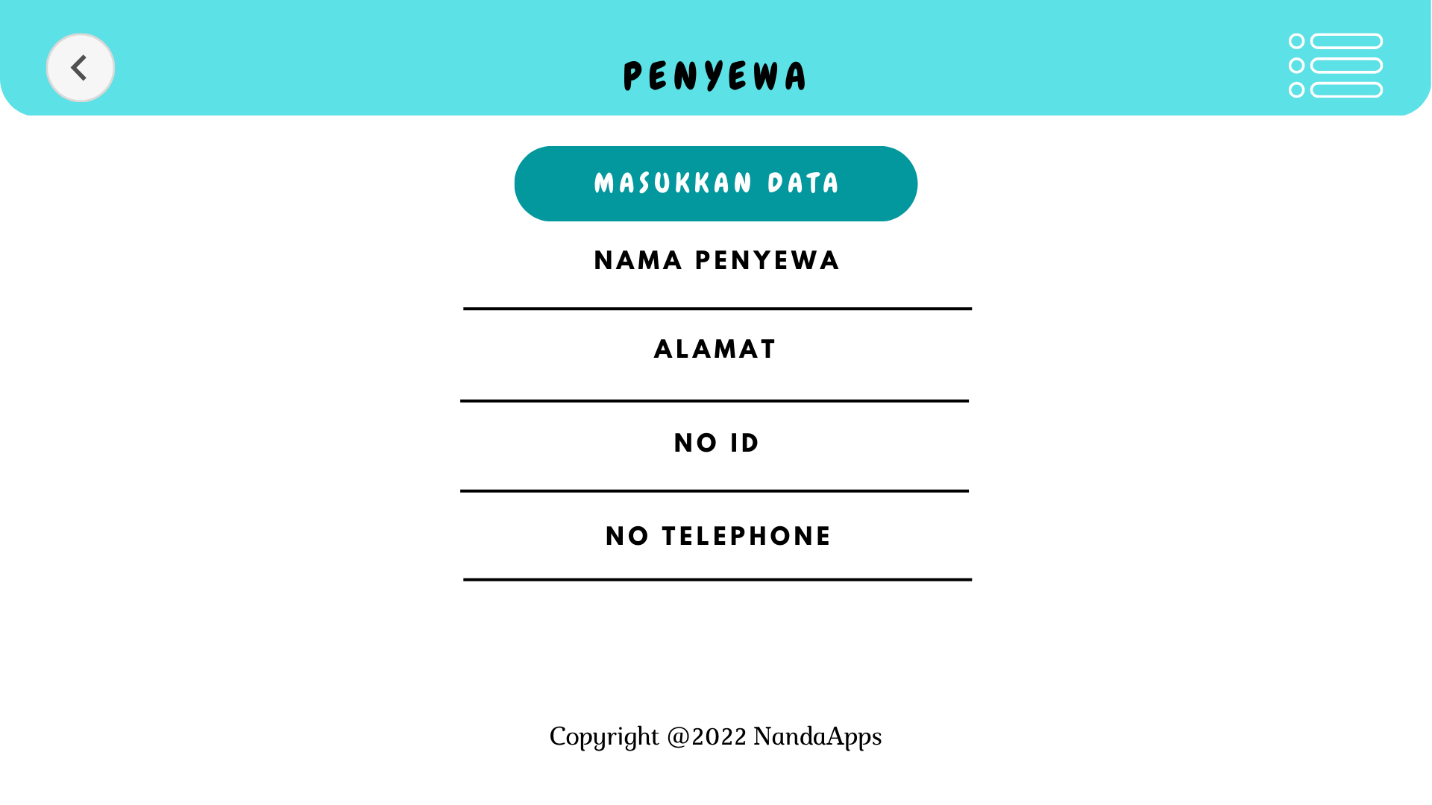 PENYEWA
MASUKKAN DATA
NAMA PENYEWA
ALAMAT
NO ID
NO TELEPHONE
Copyright @2022 NandaApps